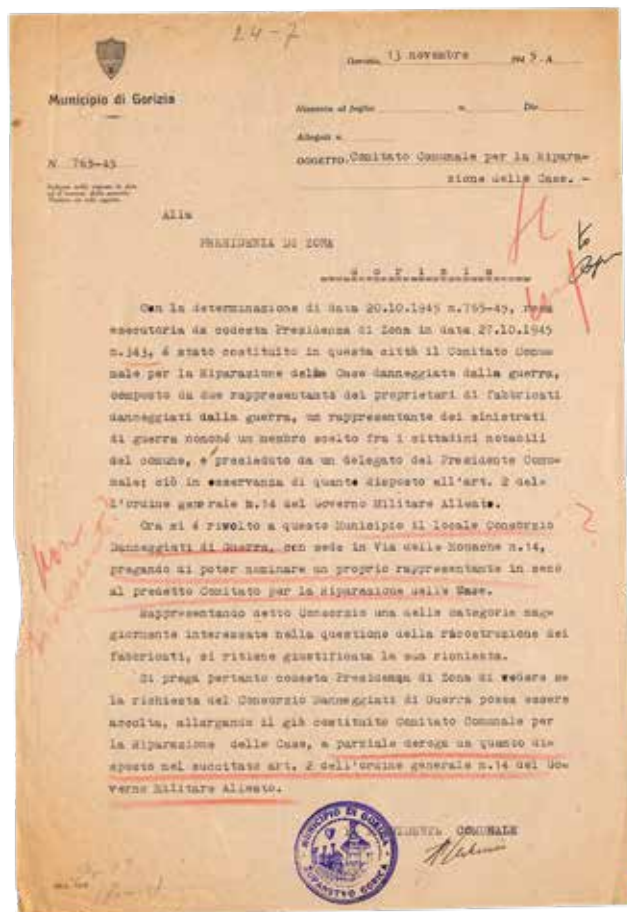 24-7
Municipio di Gorizia
Gorizia, 13 novembre 194 5 .A
Risposta al foglio n. Div.
Allegati n.
N. 765-45
OGGETTO: Comitato Comunale per la Ripara=
zione delle Case. -
Alla
PRESIDENZA DI ZONA
G o r i z i a
Con la determinazione di data 20.10.1945 n.765-45, resa
esecutoria da codesta Presidenza di Zona in data 27.10.1945
n.343, é stato costituito in questa città il Comitato Comu=
nale per la Riparazione delle Case danneggiate dalla guerra,
composto da due rappresentanti dei proprietari di fabbricati
danneggiati dalla guerra, un rappresentante dei sinistrati
di guerra nonché un membro scelto fra i cittadini notabili
del comune, e presieduto da un delegato del Presidente Comu=
nale; ciò in osservanza di quanto disposto all'art. 2 del=
l'ordine generale n.14 del Governo Militare Alleato.
Ora si é rivolto a questo Municipio il locale Consorzio
Danneggiati di Guerra, con sede in Via delle Monache n.14,
pregando di poter nominare un proprio rappresentante in seno
al predetto Comitato per la Riparazione delle Case.
Rappresentando detto Consorzio una delle categorie mag=
giormente interessate nella questione della ricostruzione dei
fabbricati, si ritiene giustificata la sua richiesta.
Si prega pertanto codesta Presidenza di Zona di vedere se
la richiesta del Consorzio Danneggiati di Guerra possa essere
accolta, allargando il già costituito Comitato Comunale per
la Riparazione delle Case, a parziale deroga un quanto di=
sposto nel succitato art. 2 dell'ordine generale n.14 del Go=
verno Militare Alleato.
?
non
IDENTE COMUNALE
MUNICIPIO DI GORIZIA
ZUPANSTVO GORICA